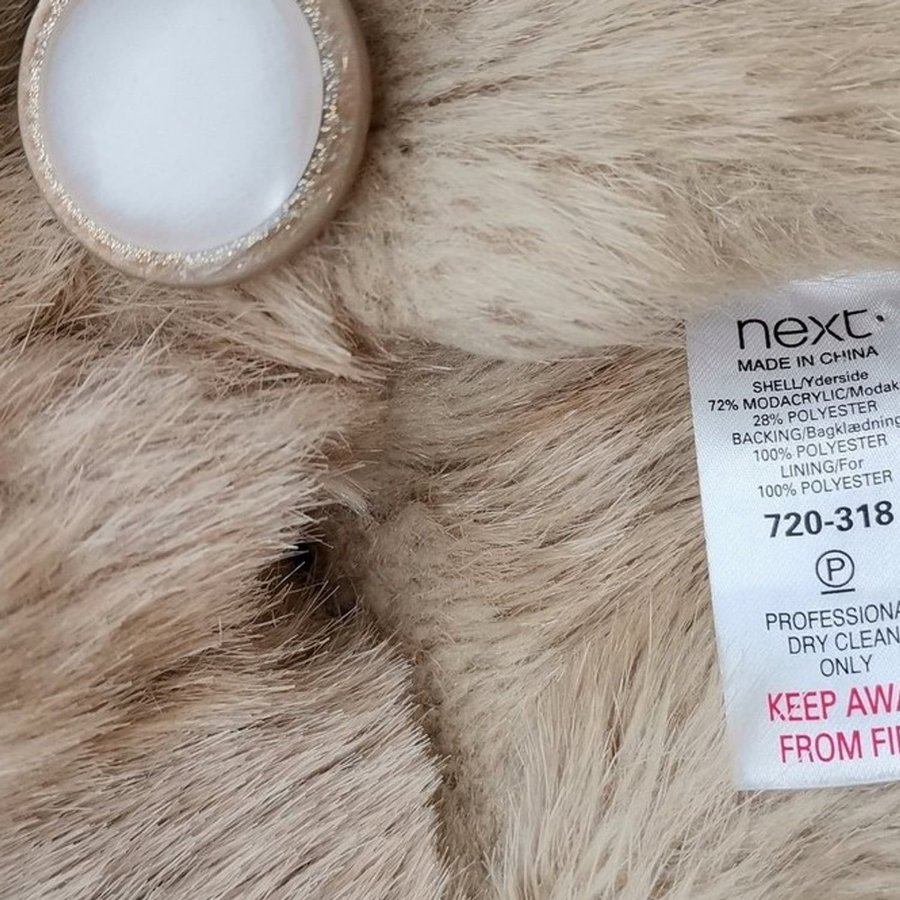 next
MADE IN CHINA
SHELL/Yderside
72% MODACRYLIC/Modak
28% POLYESTER
BACKING/Bagklædning
100% POLYESTER
LINING/For
100% POLYESTER
720-318
P
PROFESSIONA
DRY CLEAN
ONLY
KEEP AWA
FROM FI